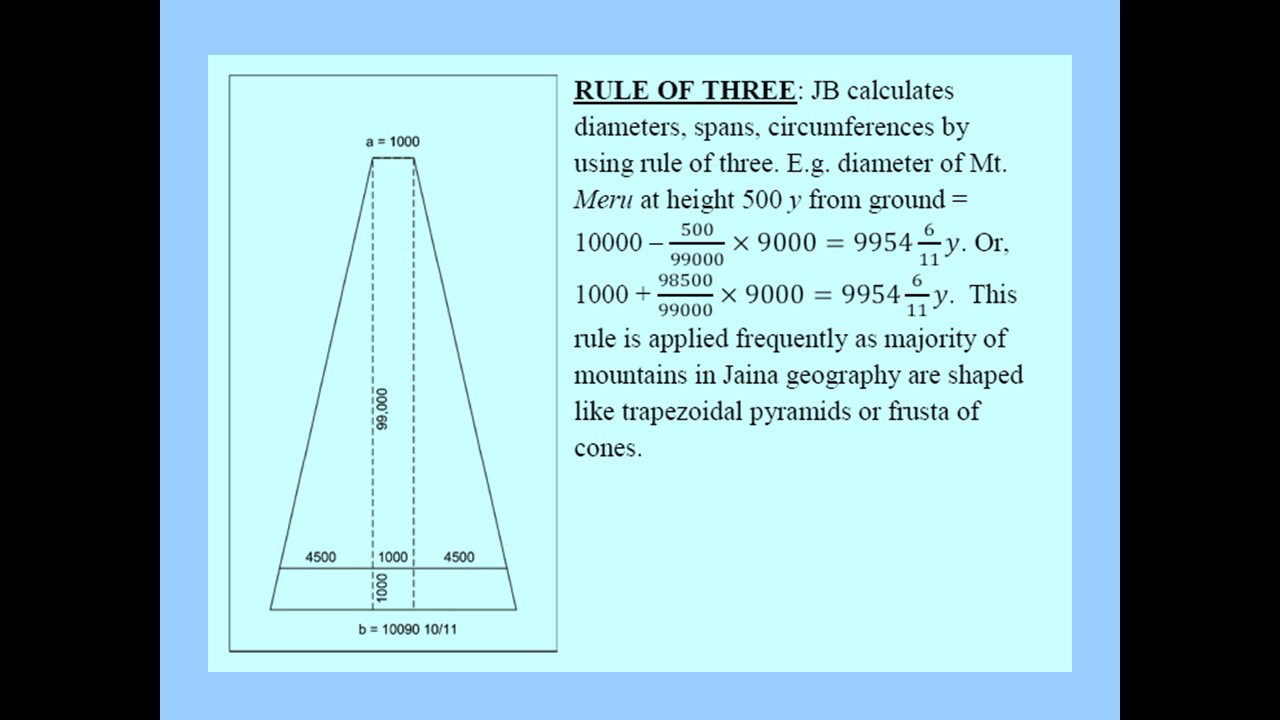 a = 1000
99,000
4500 1000 4500
1000
b = 10090 10/11
RULE OF THREE: JB calculates
diameters, spans, circumferences by
using rule of three. E.g. diameter of Mt.
Meru at height 500 y from ground =
10000 – 500/99000 × 9000 = 9954 6/11 y. Or,
1000 + 98500/99000 × 9000 = 9954 6/11 y. This
rule is applied frequently as majority of
mountains in Jaina geography are shaped
like trapezoidal pyramids or frusta of
cones.